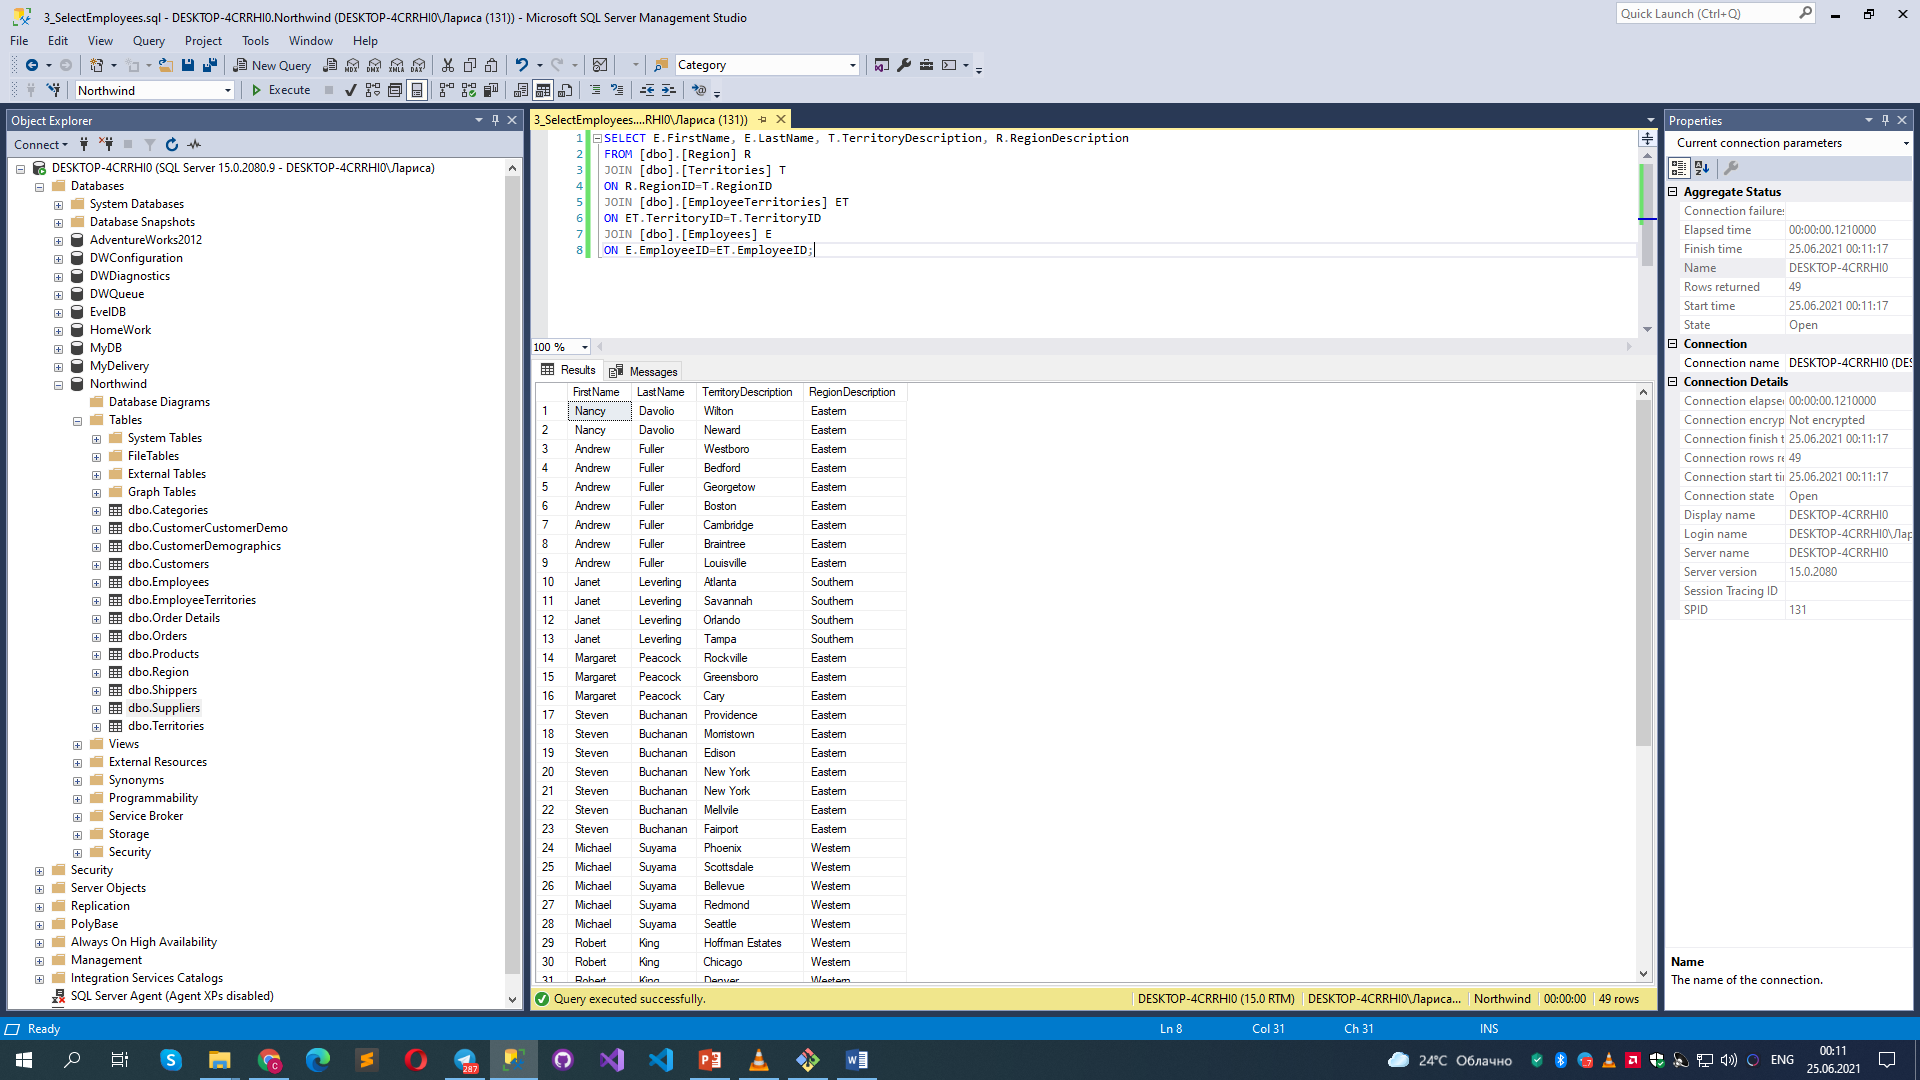 3_SelectEmployees.sql - DESKTOP-4CRRHI0.Northwind (DESKTOP-4CRRHI0\Лариса (131)) - Microsoft SQL Server Management Studio
Quick Launch (Ctrl+Q)
File Edit View Query Project Tools Window Help
New Query
Category
Northwind
Execute
Object Explorer
Connect
DESKTOP-4CRRHI0 (SQL Server 15.0.2080.9 - DESKTOP-4CRRHI0\Лариса)
Databases
System Databases
Database Snapshots
AdventureWorks2012
DWConfiguration
DWDiagnostics
DWQueue
EvelDB
HomeWork
MyDB
MyDelivery
Northwind
Database Diagrams
Tables
System Tables
FileTables
External Tables
Graph Tables
dbo.Categories
dbo.CustomerCustomerDemo
dbo.CustomerDemographics
dbo.Customers
dbo.Employees
dbo.EmployeeTerritories
dbo.Order Details
dbo.Orders
dbo.Products
dbo.Region
dbo.Shippers
dbo.Suppliers
dbo.Territories
Views
External Resources
Synonyms
Programmability
Service Broker
Storage
Security
Security
Server Objects
Replication
PolyBase
Always On High Availability
Management
Integration Services Catalogs
SQL Server Agent (Agent XPs disabled)
3_SelectEmployees....RHI0\Лариса (131))
1 SELECT E.FirstName, E.LastName, T.TerritoryDescription, R.RegionDescription
2 FROM [dbo].[Region] R
3 JOIN [dbo].[Territories] T
4 ON R.RegionID=T.RegionID
5 JOIN [dbo].[EmployeeTerritories] ET
6 ON ET.TerritoryID=T.TerritoryID
7 JOIN [dbo].[Employees] E
8 ON E.EmployeeID=ET.EmployeeID;
100 %
Results Messages
FirstName LastName TerritoryDescription RegionDescription
1 Nancy Davolio Wilton Eastern
2 Nancy Davolio Neward Eastern
3 Andrew Fuller Westboro Eastern
4 Andrew Fuller Bedford Eastern
5 Andrew Fuller Georgetow Eastern
6 Andrew Fuller Boston Eastern
7 Andrew Fuller Cambridge Eastern
8 Andrew Fuller Braintree Eastern
9 Andrew Fuller Louisville Eastern
10 Janet Leverling Atlanta Southern
11 Janet Leverling Savannah Southern
12 Janet Leverling Orlando Southern
13 Janet Leverling Tampa Southern
14 Margaret Peacock Rockville Eastern
15 Margaret Peacock Greensboro Eastern
16 Margaret Peacock Cary Eastern
17 Steven Buchanan Providence Eastern
18 Steven Buchanan Morristown Eastern
19 Steven Buchanan Edison Eastern
20 Steven Buchanan New York Eastern
21 Steven Buchanan New York Eastern
22 Steven Buchanan Mellvile Eastern
23 Steven Buchanan Fairport Eastern
24 Michael Suyama Phoenix Western
25 Michael Suyama Scottsdale Western
26 Michael Suyama Bellevue Western
27 Michael Suyama Redmond Western
28 Michael Suyama Seattle Western
29 Robert King Hoffman Estates Western
30 Robert King Chicago Western
31 Robert King Denver Western
Query executed successfully.
DESKTOP-4CRRHI0 (15.0 RTM) DESKTOP-4CRRHI0\Лариса... Northwind 00:00:00 49 rows
Properties
Current connection parameters
Aggregate Status
Connection failures
Elapsed time 00:00:00.1210000
Finish time 25.06.2021 00:11:17
Name DESKTOP-4CRRHI0
Rows returned 49
Start time 25.06.2021 00:11:17
State Open
Connection
Connection name DESKTOP-4CRRHI0 (DES
Connection Details
Connection elapse 00:00:00.1210000
Connection encryp Not encrypted
Connection finish t 25.06.2021 00:11:17
Connection rows re 49
Connection start ti 25.06.2021 00:11:17
Connection state Open
Display name DESKTOP-4CRRHI0
Login name DESKTOP-4CRRHI0\Лар
Server name DESKTOP-4CRRHI0
Server version 15.0.2080
Session Tracing ID
SPID 131
Name
The name of the connection.
Ready Ln 8 Col 31 Ch 31 INS
287
24°C Облачно
ENG
00:11
25.06.2021